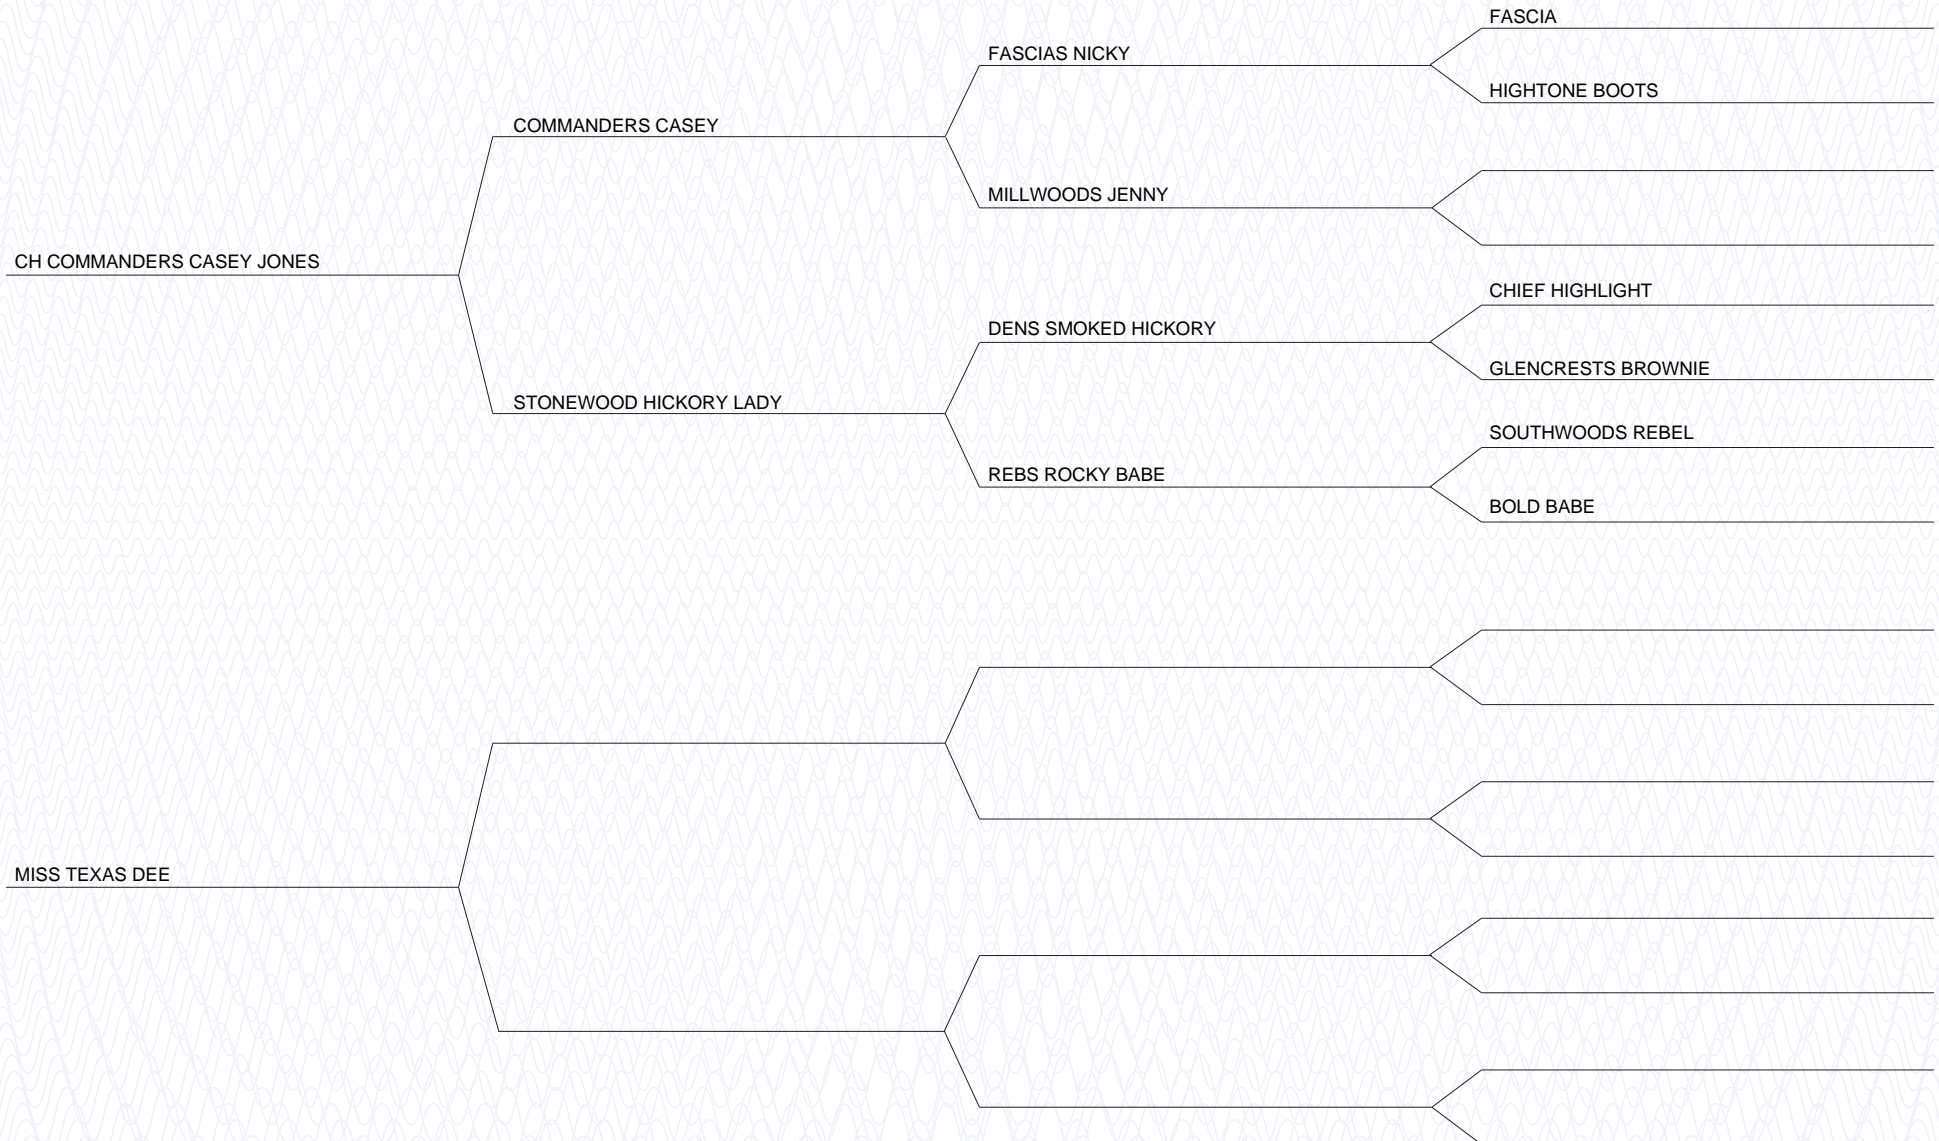 FASCIA
FASCIAS NICKY
HIGHTONE BOOTS
COMMANDERS CASEY
MILLWOODS JENNY
CH COMMANDERS CASEY JONES
CHIEF HIGHLIGHT
DENS SMOKED HICKORY
GLENCRESTS BROWNIE
STONEWOOD HICKORY LADY
SOUTHWOODS REBEL
REBS ROCKY BABE
BOLD BABE
MISS TEXAS DEE